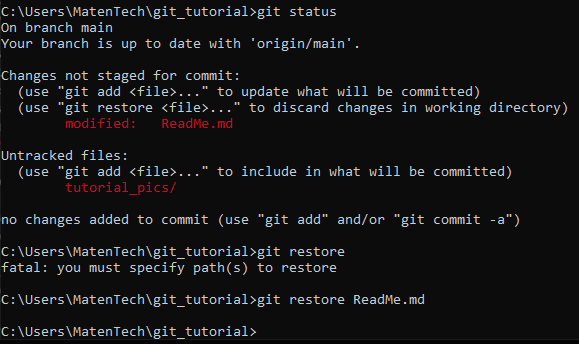 C:\Users\MatenTech\git_tutorial>git status
On branch main
Your branch is up to date with 'origin/main'.
Changes not staged for commit:
  (use "git add <file>..." to update what will be committed)
  (use "git restore <file>..." to discard changes in working directory)
        modified:   ReadMe.md
Untracked files:
  (use "git add <file>..." to include in what will be committed)
        tutorial_pics/
no changes added to commit (use "git add" and/or "git commit -a")
C:\Users\MatenTech\git_tutorial>git restore
fatal: you must specify path(s) to restore
C:\Users\MatenTech\git_tutorial>git restore ReadMe.md
C:\Users\MatenTech\git_tutorial>